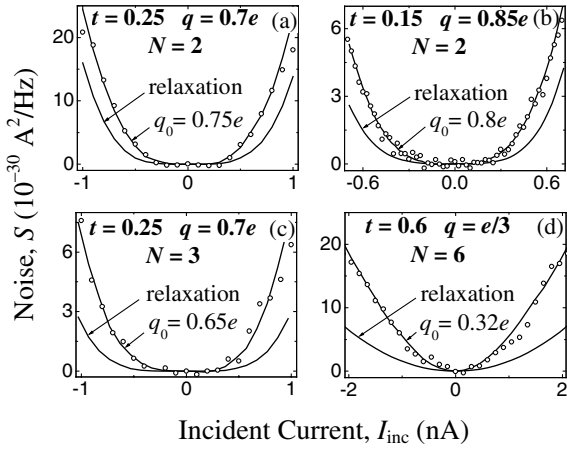 t = 0.25 q = 0.7e (a)
N = 2
relaxation
q0 = 0.75e
20
10
0
-1 0 1
t = 0.15 q = 0.85e (b)
N = 2
relaxation
q0 = 0.8e
6
3
0
-0.6 0.0 0.6
t = 0.25 q = 0.7e (c)
N = 3
relaxation
q0 = 0.65e
6
3
0
-1 0 1
t = 0.6 q = e/3 (d)
N = 6
relaxation
q0 = 0.32e
20
10
0
-2 0 2
Noise, S (10⁻³⁰ A²/Hz)
Incident Current, Iinc (nA)